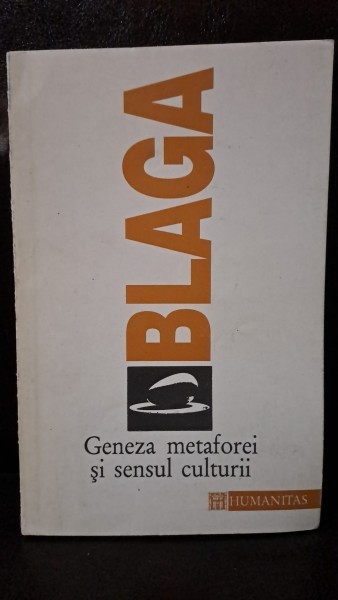 BLAGA
Geneza metaforei
şi sensul culturii
HUMANITAS